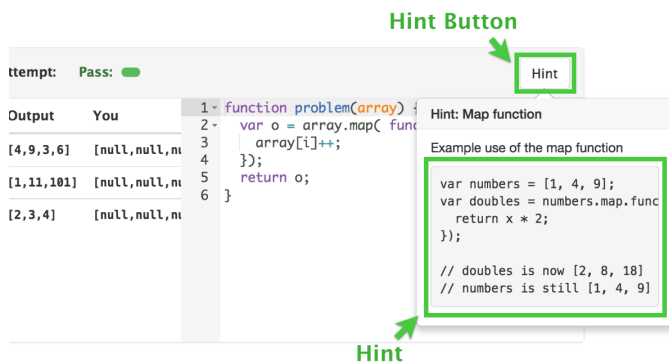 Hint Button
ttempt: Pass:
Hint
Output You
[4,9,3,6] [null,null,nu
[1,11,101] [null,null,nu
[2,3,4] [null,null,nu
1 function problem(array) {
2 var o = array.map( func
3 array[i]++;
4 });
5 return o;
6 }
Hint: Map function
Example use of the map function
var numbers = [1, 4, 9];
var doubles = numbers.map.func
return x * 2;
});
// doubles is now [2, 8, 18]
// numbers is still [1, 4, 9]
Hint